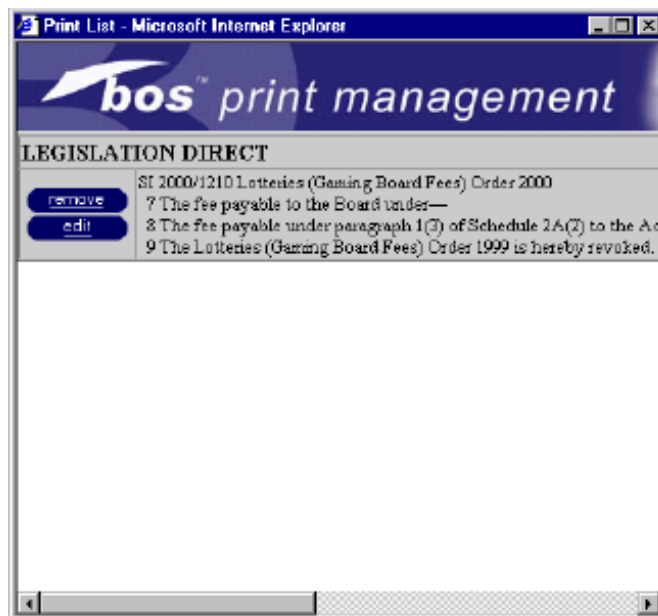 Print List - Microsoft Internet Explorer
bos™ print management
LEGISLATION DIRECT
remove
edit
SI 2000/1210 Lotteries (Gaming Board Fees) Order 2000
7 The fee payable to the Board under—
8 The fee payable under paragraph 1(3) of Schedule 2A(2) to the Ac
9 The Lotteries (Gaming Board Fees) Order 1999 is hereby revoked.